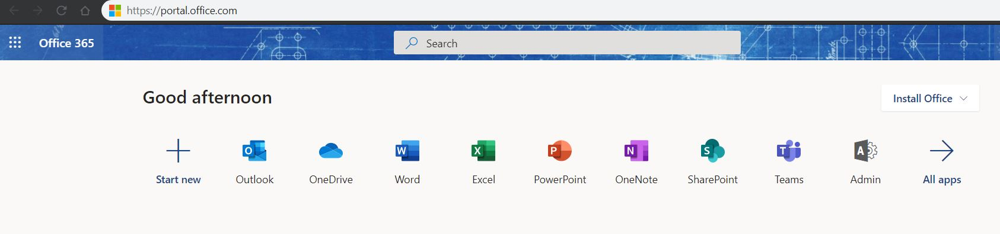 https://portal.office.com
Office 365
Search
Good afternoon
Install Office
Start new
Outlook
OneDrive
Word
Excel
PowerPoint
OneNote
SharePoint
Teams
Admin
All apps